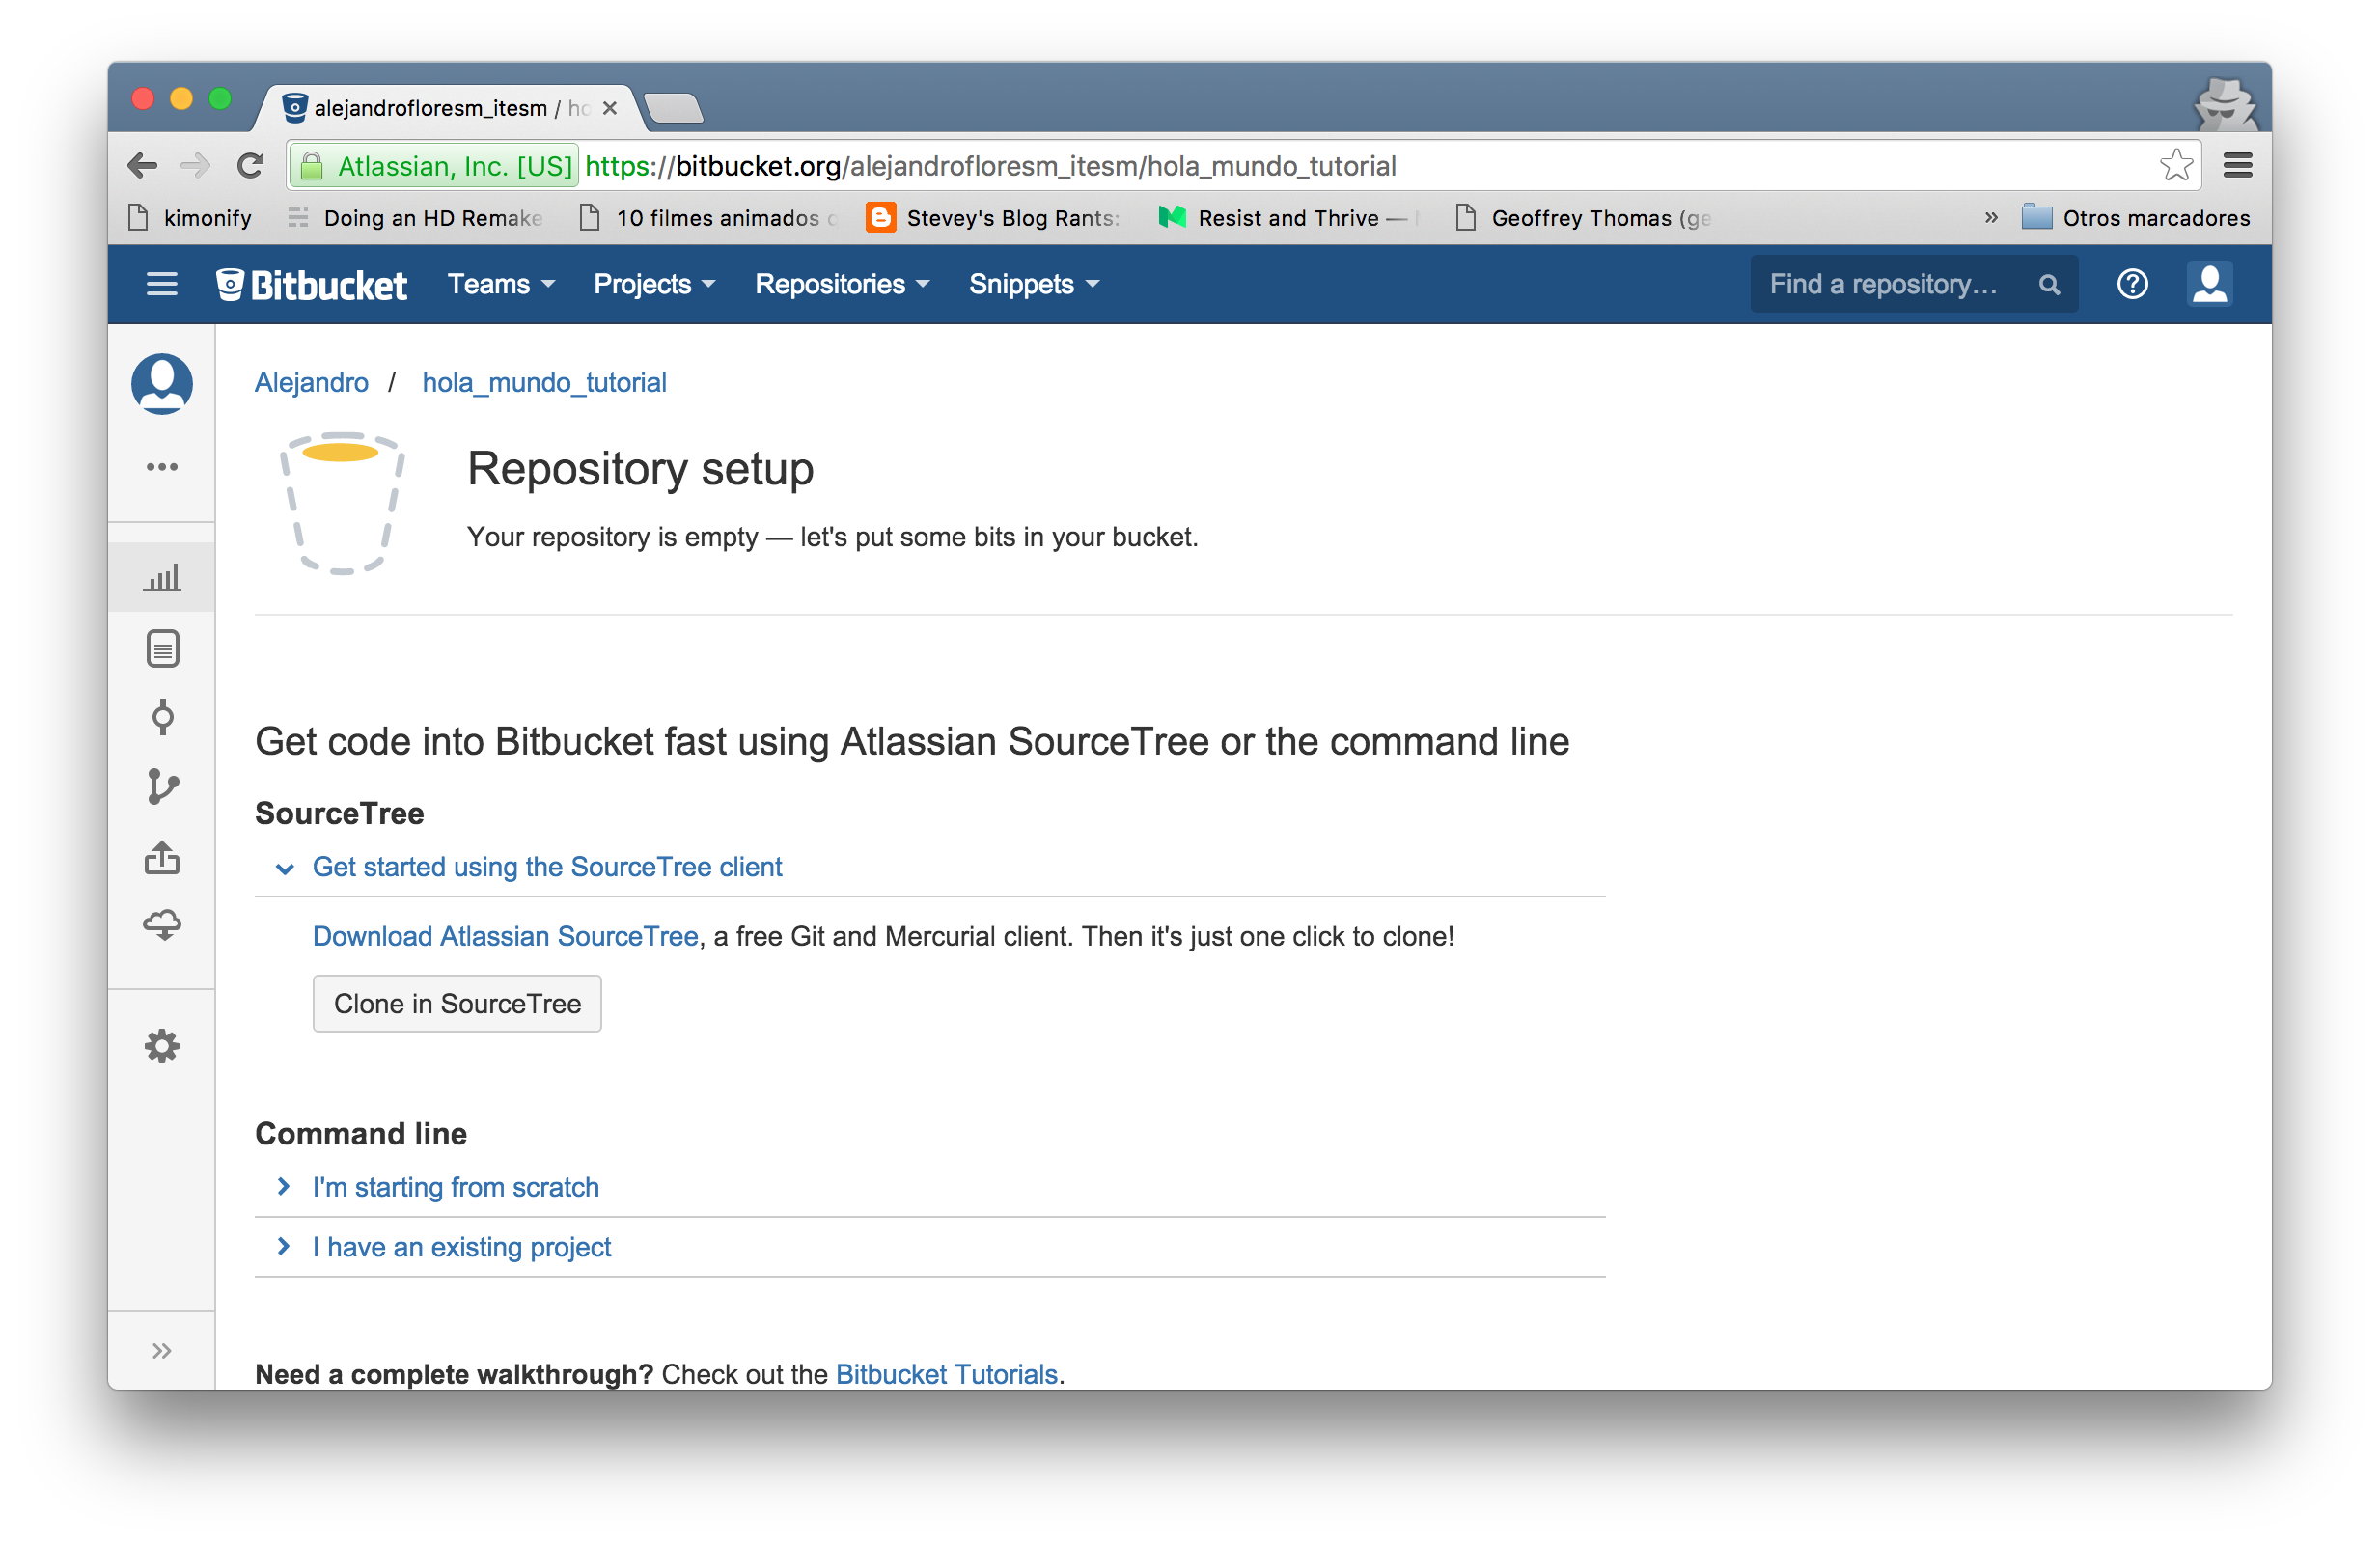 alejandrofloresm_itesm / ho
Atlassian, Inc. [US] https://bitbucket.org/alejandrofloresm_itesm/hola_mundo_tutorial
kimonify Doing an HD Remake 10 filmes animados Stevey's Blog Rants: Resist and Thrive — Geoffrey Thomas (ge » Otros marcadores
Bitbucket Teams Projects Repositories Snippets Find a repository... ?
Alejandro / hola_mundo_tutorial
Repository setup
Your repository is empty — let's put some bits in your bucket.
Get code into Bitbucket fast using Atlassian SourceTree or the command line
SourceTree
Get started using the SourceTree client
Download Atlassian SourceTree, a free Git and Mercurial client. Then it's just one click to clone!
Clone in SourceTree
Command line
I'm starting from scratch
I have an existing project
Need a complete walkthrough? Check out the Bitbucket Tutorials.